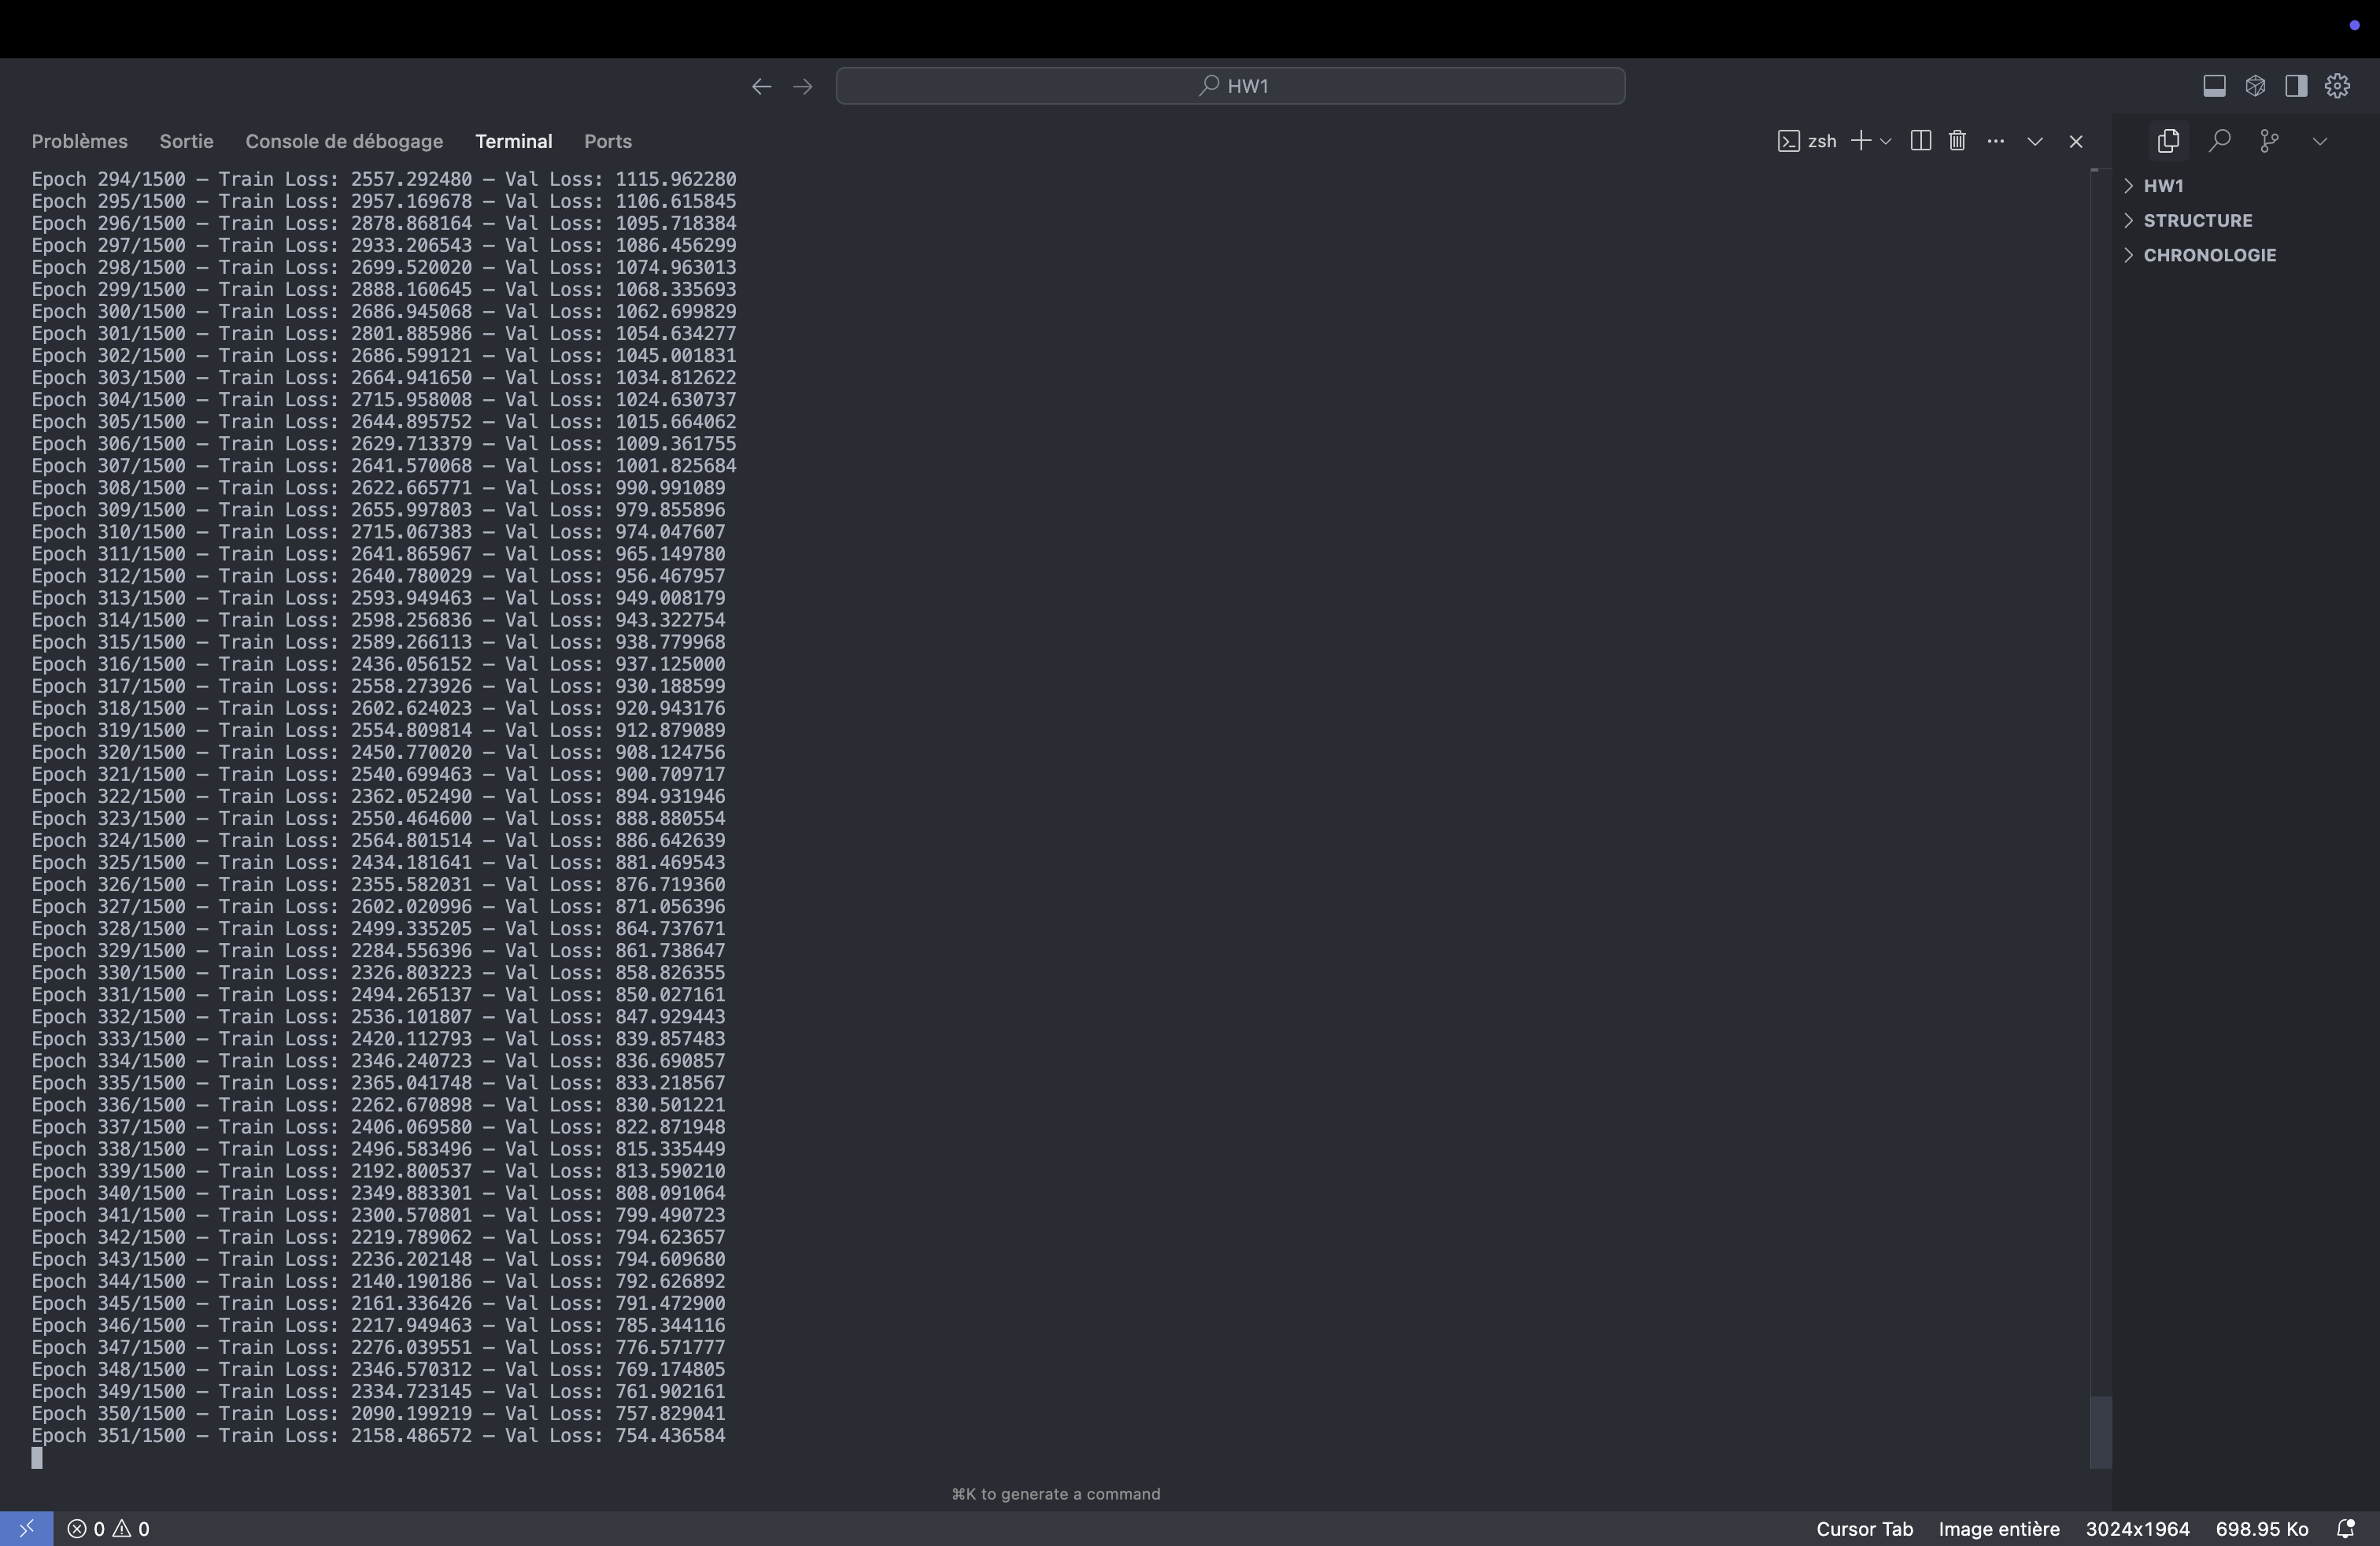 HW1
Problèmes Sortie Console de débogage Terminal Ports
zsh
Epoch 294/1500 — Train Loss: 2557.292480 — Val Loss: 1115.962280
Epoch 295/1500 — Train Loss: 2957.169678 — Val Loss: 1106.615845
Epoch 296/1500 — Train Loss: 2878.868164 — Val Loss: 1095.718384
Epoch 297/1500 — Train Loss: 2933.206543 — Val Loss: 1086.456299
Epoch 298/1500 — Train Loss: 2699.520020 — Val Loss: 1074.963013
Epoch 299/1500 — Train Loss: 2888.160645 — Val Loss: 1068.335693
Epoch 300/1500 — Train Loss: 2686.945068 — Val Loss: 1062.699829
Epoch 301/1500 — Train Loss: 2801.885986 — Val Loss: 1054.634277
Epoch 302/1500 — Train Loss: 2686.599121 — Val Loss: 1045.001831
Epoch 303/1500 — Train Loss: 2664.941650 — Val Loss: 1034.812622
Epoch 304/1500 — Train Loss: 2715.958008 — Val Loss: 1024.630737
Epoch 305/1500 — Train Loss: 2644.895752 — Val Loss: 1015.664062
Epoch 306/1500 — Train Loss: 2629.713379 — Val Loss: 1009.361755
Epoch 307/1500 — Train Loss: 2641.570068 — Val Loss: 1001.825684
Epoch 308/1500 — Train Loss: 2622.665771 — Val Loss: 990.991089
Epoch 309/1500 — Train Loss: 2655.997803 — Val Loss: 979.855896
Epoch 310/1500 — Train Loss: 2715.067383 — Val Loss: 974.047607
Epoch 311/1500 — Train Loss: 2641.865967 — Val Loss: 965.149780
Epoch 312/1500 — Train Loss: 2640.780029 — Val Loss: 956.467957
Epoch 313/1500 — Train Loss: 2593.949463 — Val Loss: 949.008179
Epoch 314/1500 — Train Loss: 2598.256836 — Val Loss: 943.322754
Epoch 315/1500 — Train Loss: 2589.266113 — Val Loss: 938.779968
Epoch 316/1500 — Train Loss: 2436.056152 — Val Loss: 937.125000
Epoch 317/1500 — Train Loss: 2558.273926 — Val Loss: 930.188599
Epoch 318/1500 — Train Loss: 2602.624023 — Val Loss: 920.943176
Epoch 319/1500 — Train Loss: 2554.809814 — Val Loss: 912.879089
Epoch 320/1500 — Train Loss: 2450.770020 — Val Loss: 908.124756
Epoch 321/1500 — Train Loss: 2540.699463 — Val Loss: 900.709717
Epoch 322/1500 — Train Loss: 2362.052490 — Val Loss: 894.931946
Epoch 323/1500 — Train Loss: 2550.464600 — Val Loss: 888.880554
Epoch 324/1500 — Train Loss: 2564.801514 — Val Loss: 886.642639
Epoch 325/1500 — Train Loss: 2434.181641 — Val Loss: 881.469543
Epoch 326/1500 — Train Loss: 2355.582031 — Val Loss: 876.719360
Epoch 327/1500 — Train Loss: 2602.020996 — Val Loss: 871.056396
Epoch 328/1500 — Train Loss: 2499.335205 — Val Loss: 864.737671
Epoch 329/1500 — Train Loss: 2284.556396 — Val Loss: 861.738647
Epoch 330/1500 — Train Loss: 2326.803223 — Val Loss: 858.826355
Epoch 331/1500 — Train Loss: 2494.265137 — Val Loss: 850.027161
Epoch 332/1500 — Train Loss: 2536.101807 — Val Loss: 847.929443
Epoch 333/1500 — Train Loss: 2420.112793 — Val Loss: 839.857483
Epoch 334/1500 — Train Loss: 2346.240723 — Val Loss: 836.690857
Epoch 335/1500 — Train Loss: 2365.041748 — Val Loss: 833.218567
Epoch 336/1500 — Train Loss: 2262.670898 — Val Loss: 830.501221
Epoch 337/1500 — Train Loss: 2406.069580 — Val Loss: 822.871948
Epoch 338/1500 — Train Loss: 2496.583496 — Val Loss: 815.335449
Epoch 339/1500 — Train Loss: 2192.800537 — Val Loss: 813.590210
Epoch 340/1500 — Train Loss: 2349.883301 — Val Loss: 808.091064
Epoch 341/1500 — Train Loss: 2300.570801 — Val Loss: 799.490723
Epoch 342/1500 — Train Loss: 2219.789062 — Val Loss: 794.623657
Epoch 343/1500 — Train Loss: 2236.202148 — Val Loss: 794.609680
Epoch 344/1500 — Train Loss: 2140.190186 — Val Loss: 792.626892
Epoch 345/1500 — Train Loss: 2161.336426 — Val Loss: 791.472900
Epoch 346/1500 — Train Loss: 2217.949463 — Val Loss: 785.344116
Epoch 347/1500 — Train Loss: 2276.039551 — Val Loss: 776.571777
Epoch 348/1500 — Train Loss: 2346.570312 — Val Loss: 769.174805
Epoch 349/1500 — Train Loss: 2334.723145 — Val Loss: 761.902161
Epoch 350/1500 — Train Loss: 2090.199219 — Val Loss: 757.829041
Epoch 351/1500 — Train Loss: 2158.486572 — Val Loss: 754.436584
⌘K to generate a command
HW1
STRUCTURE
CHRONOLOGIE
0 0
Cursor Tab Image entière 3024x1964 698.95 Ko